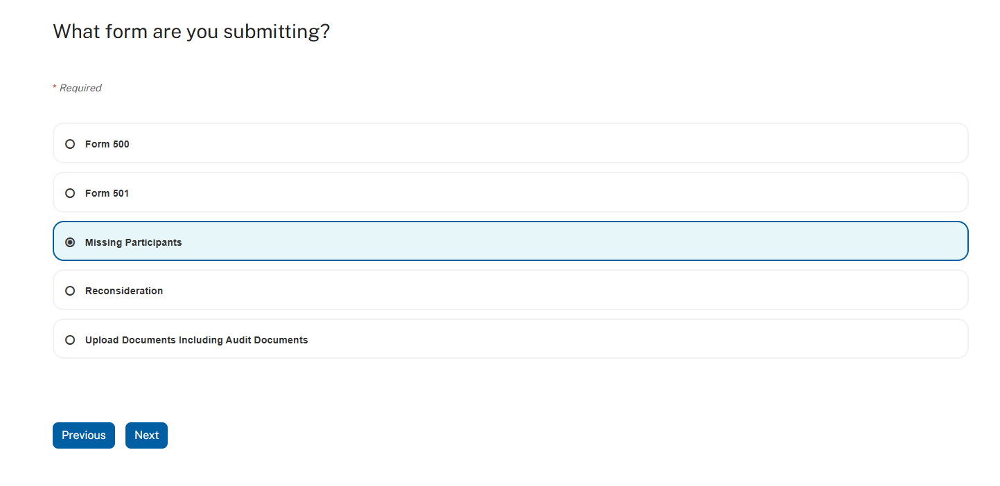 What form are you submitting?
* Required
Form 500
Form 501
Missing Participants
Reconsideration
Upload Documents Including Audit Documents
Previous Next